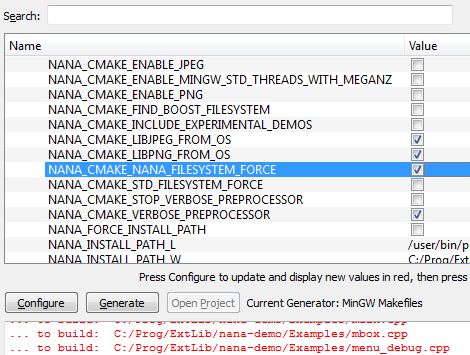 Search:
Name Value
NANA_CMAKE_ENABLE_JPEG
NANA_CMAKE_ENABLE_MINGW_STD_THREADS_WITH_MEGANZ
NANA_CMAKE_ENABLE_PNG
NANA_CMAKE_FIND_BOOST_FILESYSTEM
NANA_CMAKE_INCLUDE_EXPERIMENTAL_DEMOS
NANA_CMAKE_LIBJPEG_FROM_OS
NANA_CMAKE_LIBPNG_FROM_OS
NANA_CMAKE_NANA_FILESYSTEM_FORCE
NANA_CMAKE_STD_FILESYSTEM_FORCE
NANA_CMAKE_STOP_VERBOSE_PREPROCESSOR
NANA_CMAKE_VERBOSE_PREPROCESSOR
NANA_FORCE_INSTALL_PATH
NANA_INSTALL_PATH_L /user/bin/p
NANA_INSTALL_PATH_W C:/Prog/ExtL
Press Configure to update and display new values in red, then press
Configure Generate Open Project Current Generator: MinGW Makefiles
... to build: C:/Prog/ExtLib/nana-demo/Examples/mbox.cpp
... to build: C:/Prog/ExtLib/nana-demo/Examples/menu_debug.cpp